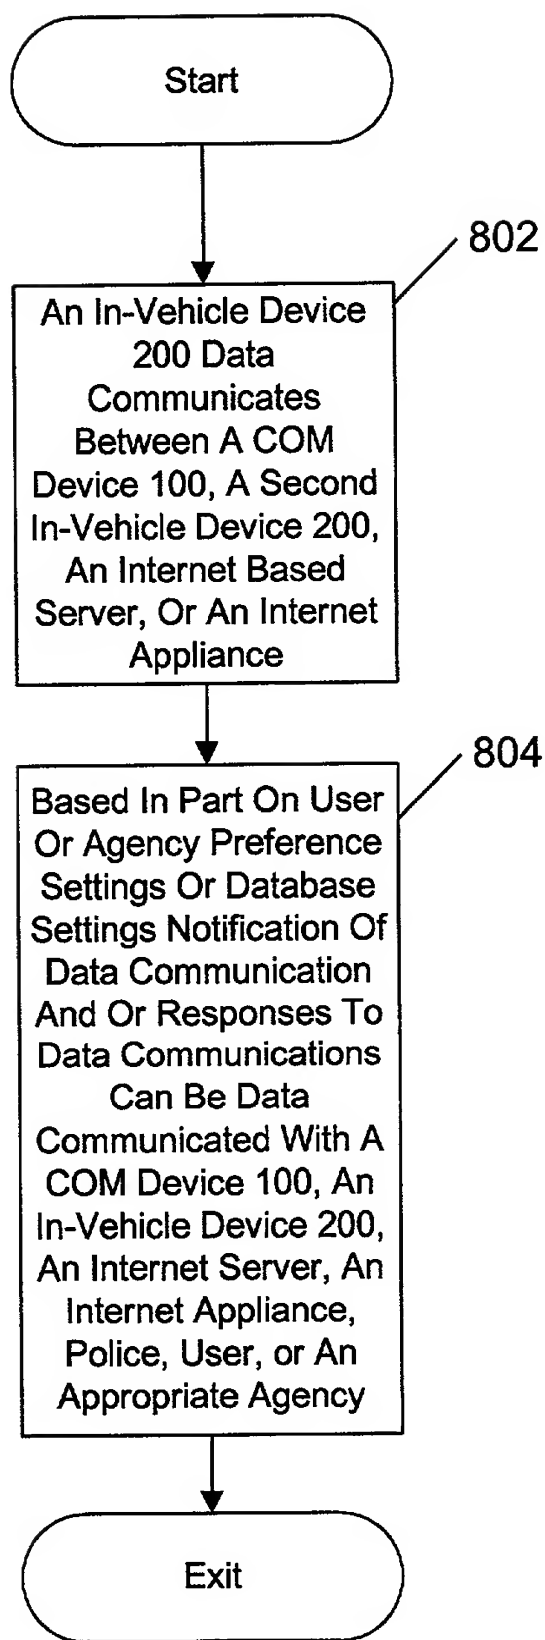 Start
802
An In-Vehicle Device
200 Data
Communicates
Between A COM
Device 100, A Second
In-Vehicle Device 200,
An Internet Based
Server, Or An Internet
Appliance
804
Based In Part On User
Or Agency Preference
Settings Or Database
Settings Notification Of
Data Communication
And Or Responses To
Data Communications
Can Be Data
Communicated With A
COM Device 100, An
In-Vehicle Device 200,
An Internet Server, An
Internet Appliance,
Police, User, or An
Appropriate Agency
Exit